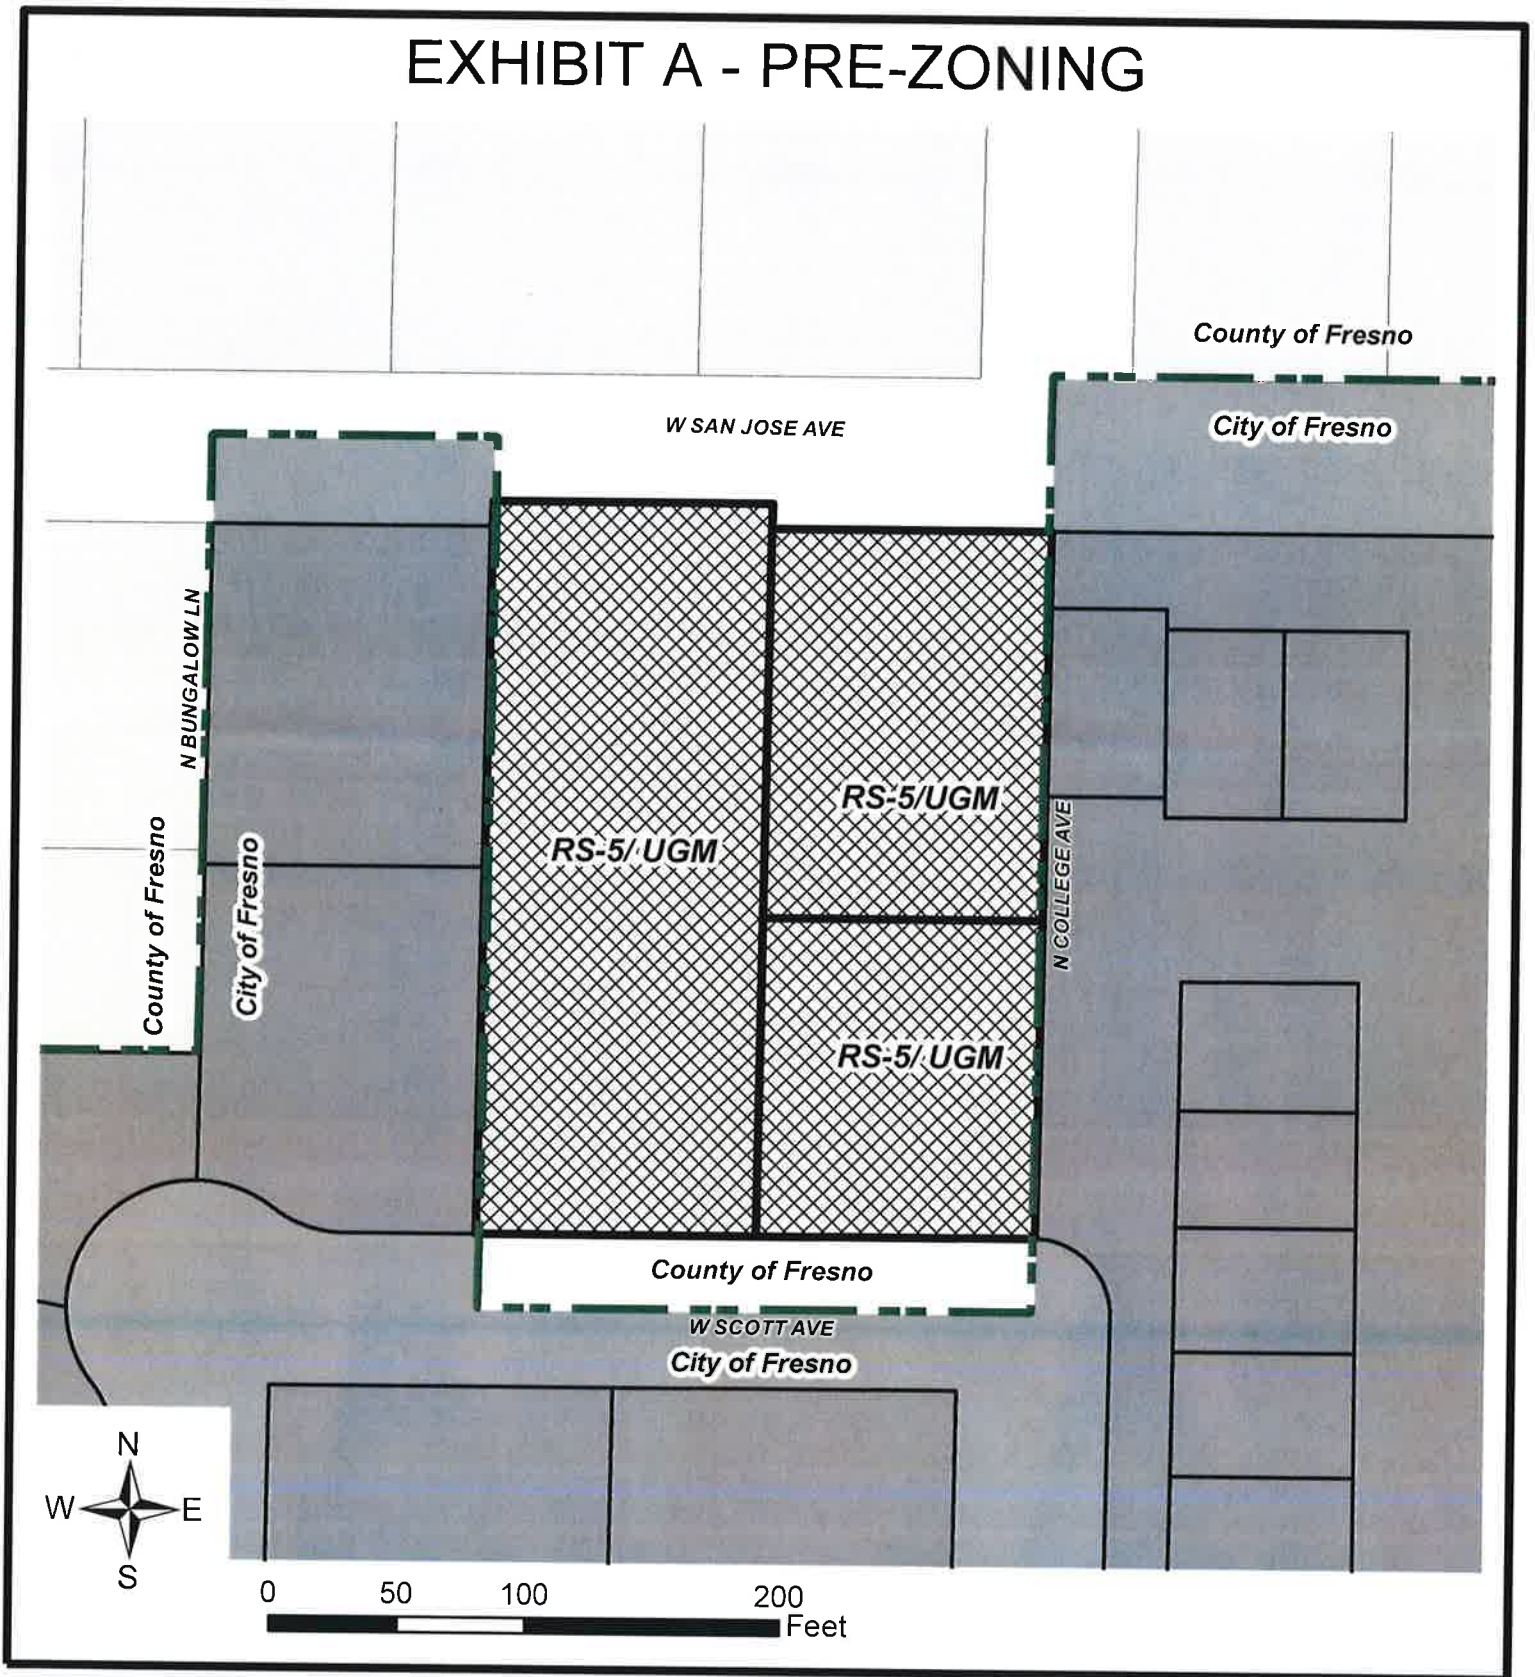 EXHIBIT A - PRE-ZONING
County of Fresno
City of Fresno
W SAN JOSE AVE
N BUNGALOW LN
County of Fresno
City of Fresno
RS-5/ UGM
RS-5/UGM
N COLLEGE AVE
RS-5/ UGM
County of Fresno
W SCOTT AVE
City of Fresno
N
W E
S
0 50 100 200
Feet